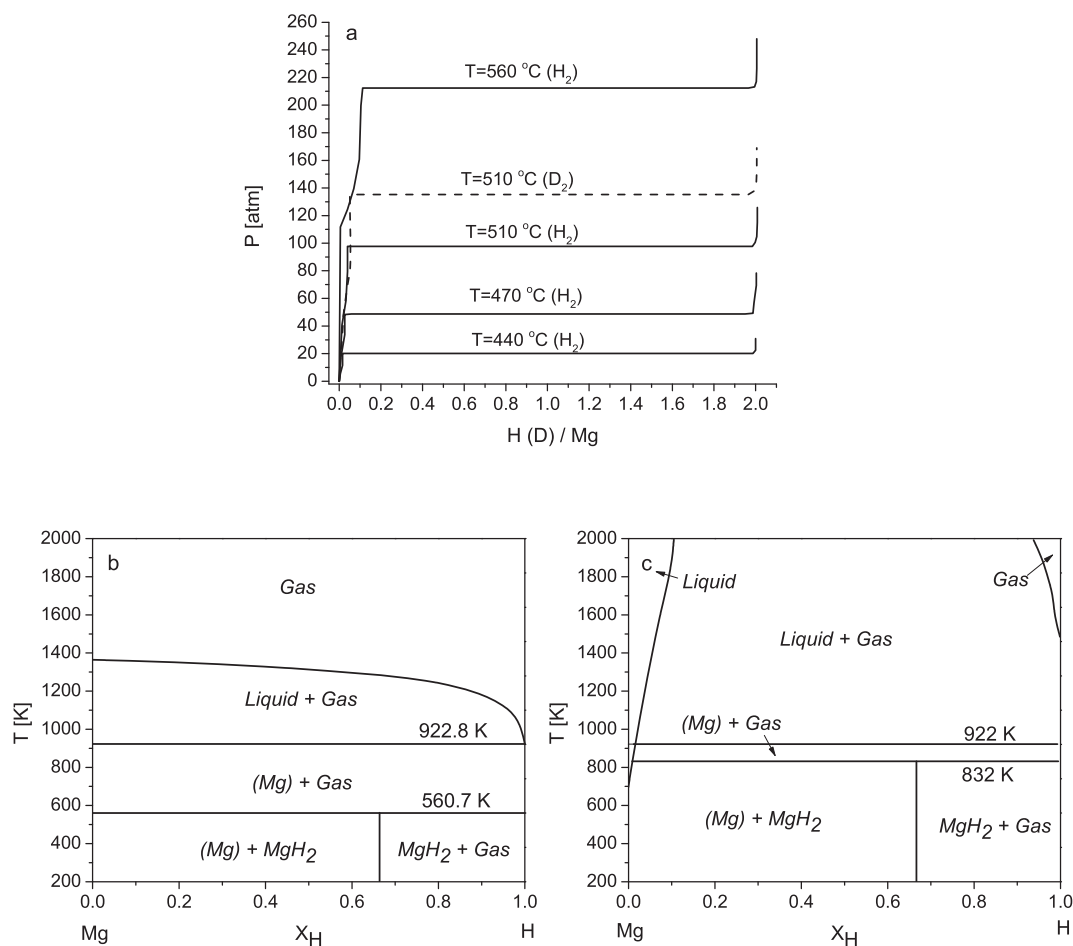 a
260
240
220
200
180
160
140
120
100
80
60
40
20
0
P [atm]
T=560 °C (H₂)
T=510 °C (D₂)
T=510 °C (H₂)
T=470 °C (H₂)
T=440 °C (H₂)
0.0 0.2 0.4 0.6 0.8 1.0 1.2 1.4 1.6 1.8 2.0
H (D) / Mg
b
2000
1800
1600
1400
1200
1000
800
600
400
200
T [K]
Gas
Liquid + Gas
922.8 K
(Mg) + Gas
560.7 K
(Mg) + MgH₂
MgH₂ + Gas
0.0 0.2 0.4 0.6 0.8 1.0
Mg X_H H
c
2000
1800
1600
1400
1200
1000
800
600
400
200
T [K]
Liquid
Gas
Liquid + Gas
(Mg) + Gas
922 K
832 K
(Mg) + MgH₂
MgH₂ + Gas
0.0 0.2 0.4 0.6 0.8 1.0
Mg X_H H